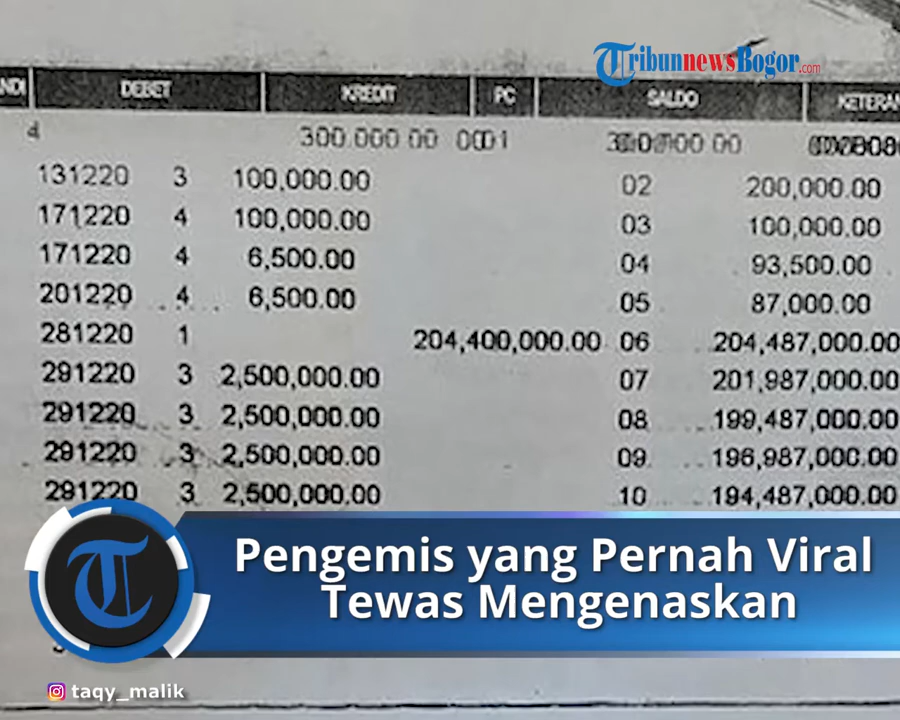 TribunnewsBogor.com
NDI DEBET KREDIT PC SALDO KETERAN
4 300.000.00 0001
131220 3 100,000.00 02 200,000.00
171220 4 100,000.00 03 100,000.00
171220 4 6,500.00 04 93,500.00
201220 4 6,500.00 05 87,000.00
281220 1 204,400,000.00 06 204,487,000.00
291220 3 2,500,000.00 07 201,987,000.00
291220 3 2,500,000.00 08 199,487,000.00
291220 3 2,500,000.00 09 196,987,000.00
291220 3 2,500,000.00 10 194,487,000.00
Pengemis yang Pernah Viral
Tewas Mengenaskan
taqy_malik